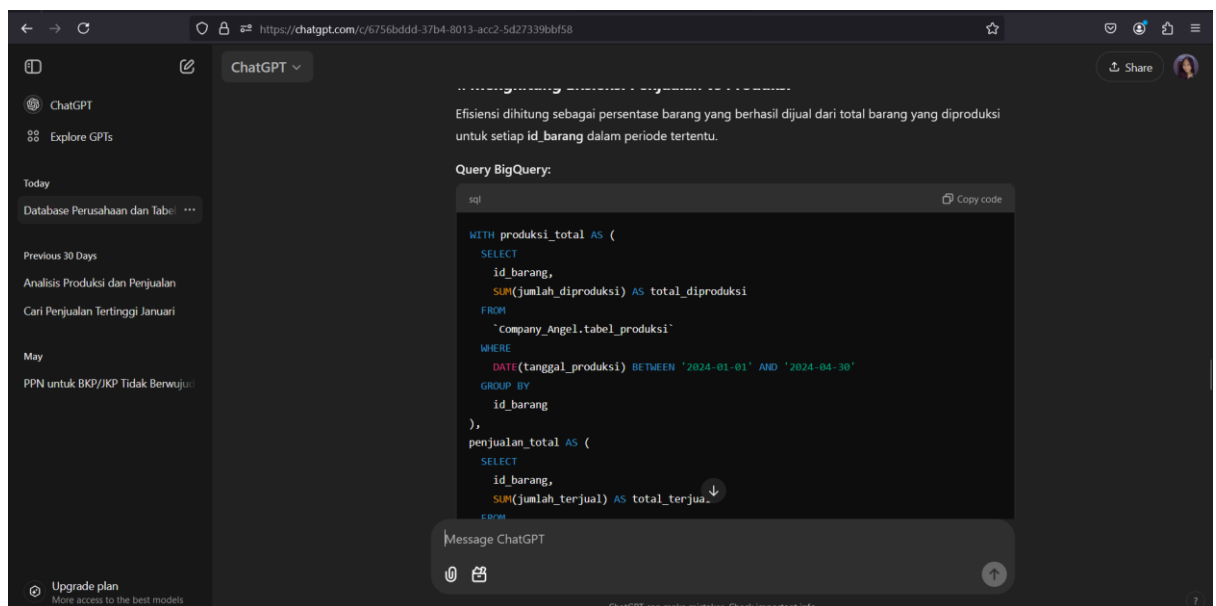 https://chatgpt.com/c/6756bddd-37b4-8013-acc2-5d27339bbf58
ChatGPT
Share
ChatGPT
Explore GPTs
Today
Database Perusahaan dan Tabel
Previous 30 Days
Analisis Produksi dan Penjualan
Cari Penjualan Tertinggi Januari
May
PPN untuk BKP/JKP Tidak Berwujud
Upgrade plan
More access to the best models
Efisiensi dihitung sebagai persentase barang yang berhasil dijual dari total barang yang diproduksi
untuk setiap id_barang dalam periode tertentu.
Query BigQuery:
sql
Copy code
WITH produksi_total AS (
SELECT
id_barang,
SUM(jumlah_diproduksi) AS total_diproduksi
FROM
`Company_Angel.tabel_produksi`
WHERE
DATE(tanggal_produksi) BETWEEN '2024-01-01' AND '2024-04-30'
GROUP BY
id_barang
),
penjualan_total AS (
SELECT
id_barang,
SUM(jumlah_terjual) AS total_terjua
FROM
Message ChatGPT
?